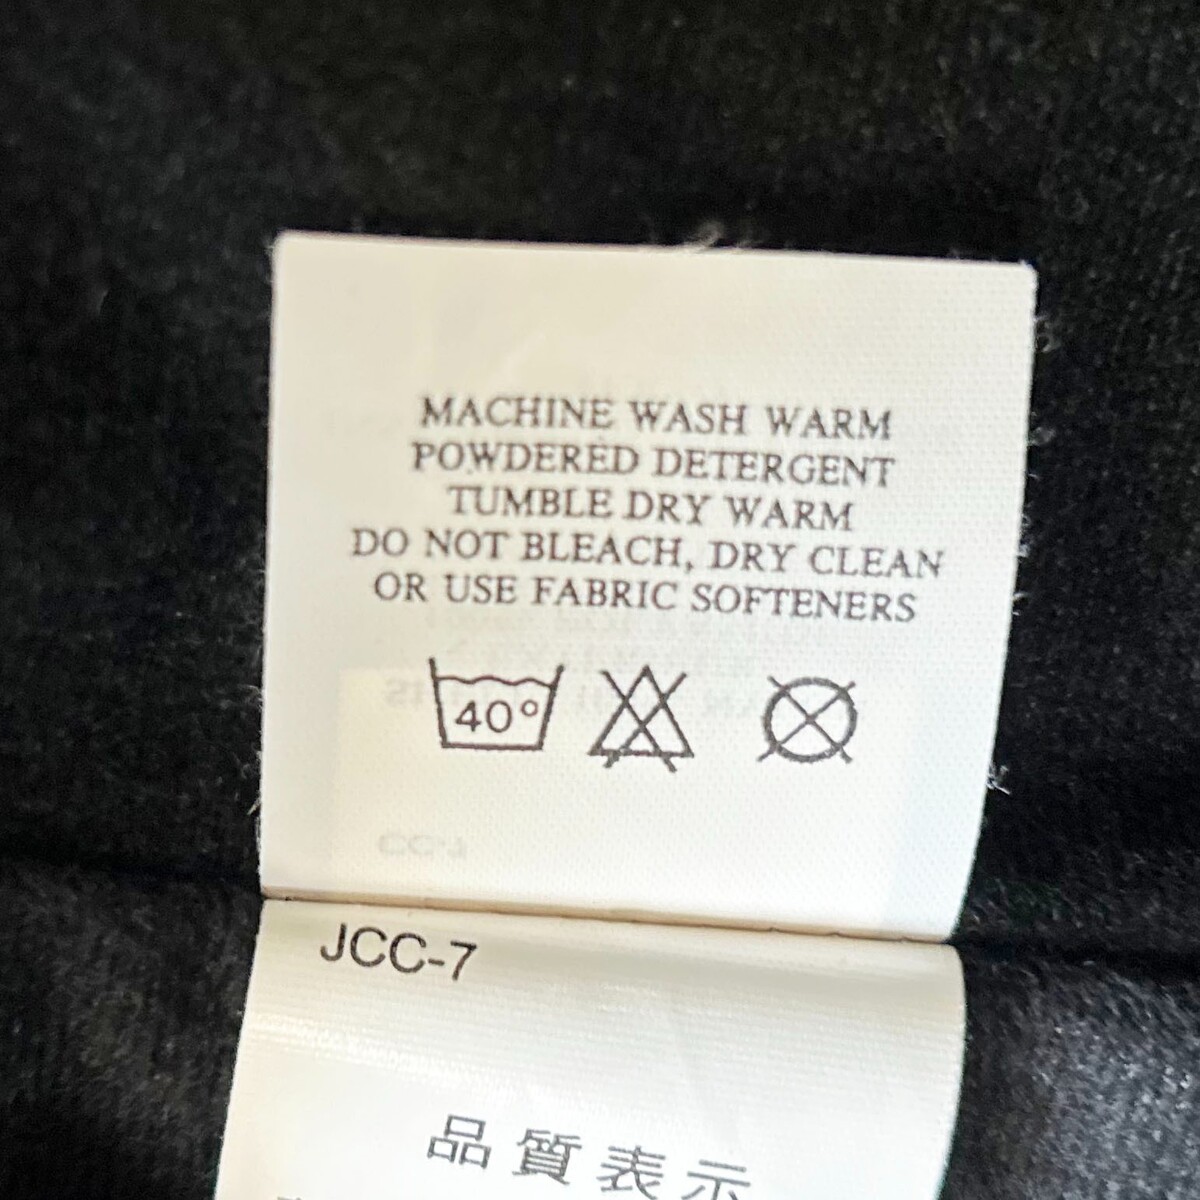 MACHINE WASH WARM
POWDERED DETERGENT
TUMBLE DRY WARM
DO NOT BLEACH, DRY CLEAN
OR USE FABRIC SOFTENERS
40°
JCC-7
品質表示